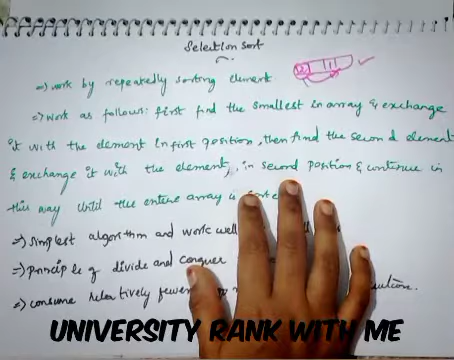 Selection sort
=> work by repeatedly sorting element
=> work as follows: first find the smallest in array & exchange
it with the element in first position, then find the second element
& exchange it with the element, in second position & continue in
this way until the entire array is
=> simplest algorithm and work well
=> principle of divide and conquer
=> consume relatively fewer
UNIVERSITY RANK WITH ME